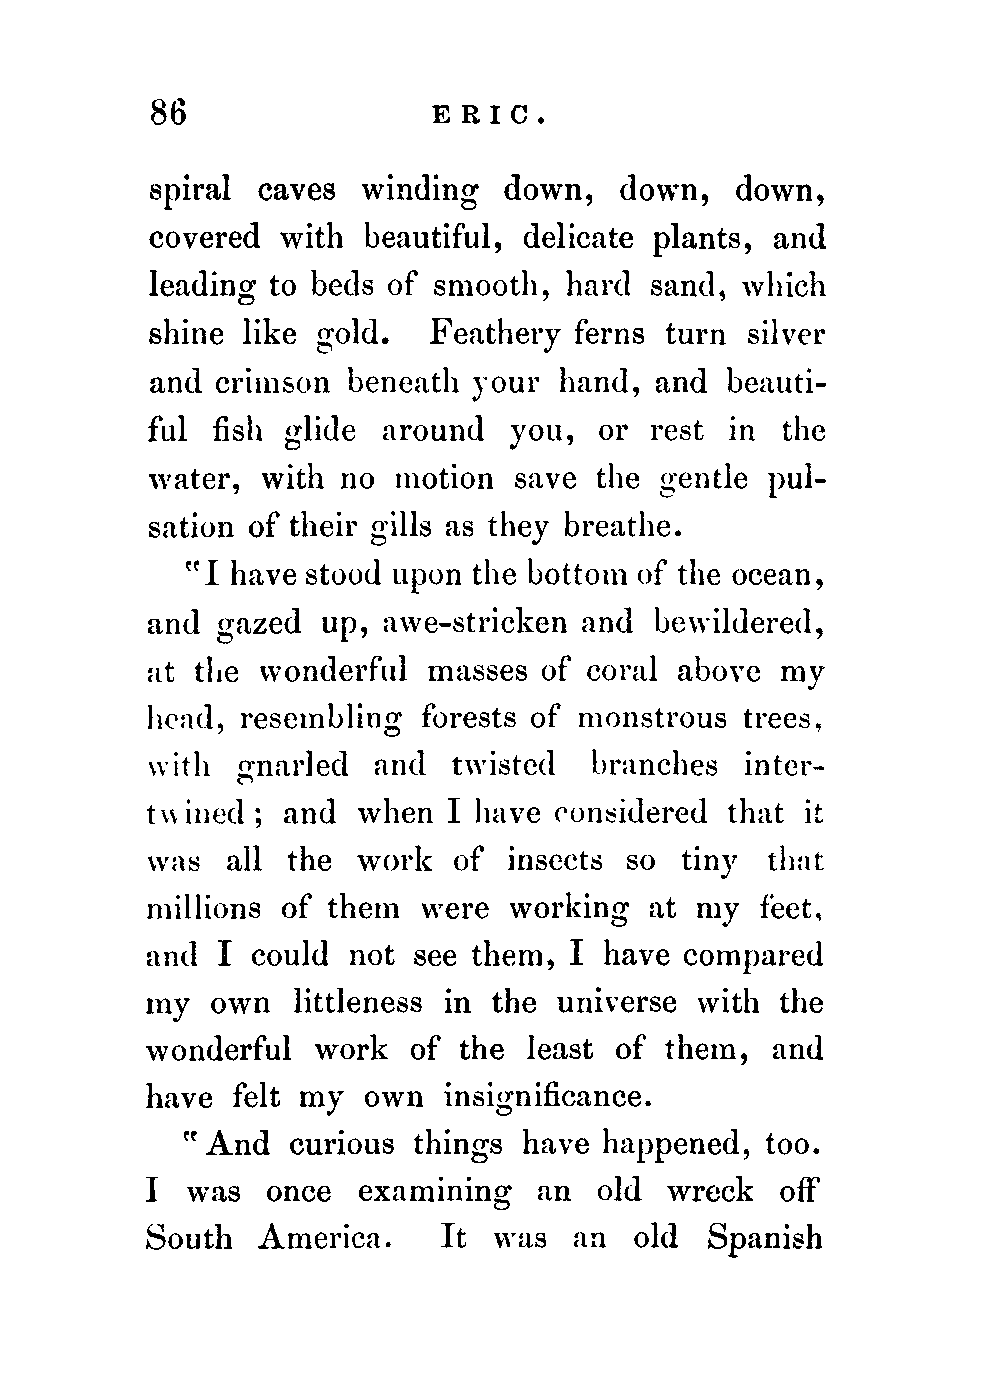 86 ERIC.
spiral caves winding down, down, down,
covered with beautiful, delicate plants, and
leading to beds of smooth, hard sand, which
shine like gold. Feathery ferns turn silver
and crimson beneath your hand, and beauti-
ful fish glide around you, or rest in the
water, with no motion save the gentle pul-
sation of their gills as they breathe.
"I have stood upon the bottom of the ocean,
and gazed up, awe-stricken and bewildered,
at the wonderful masses of coral above my
head, resembling forests of monstrous trees,
with gnarled and twisted branches inter-
twined; and when I have considered that it
was all the work of insects so tiny that
millions of them were working at my feet,
and I could not see them, I have compared
my own littleness in the universe with the
wonderful work of the least of them, and
have felt my own insignificance.
"And curious things have happened, too.
I was once examining an old wreck off
South America. It was an old Spanish